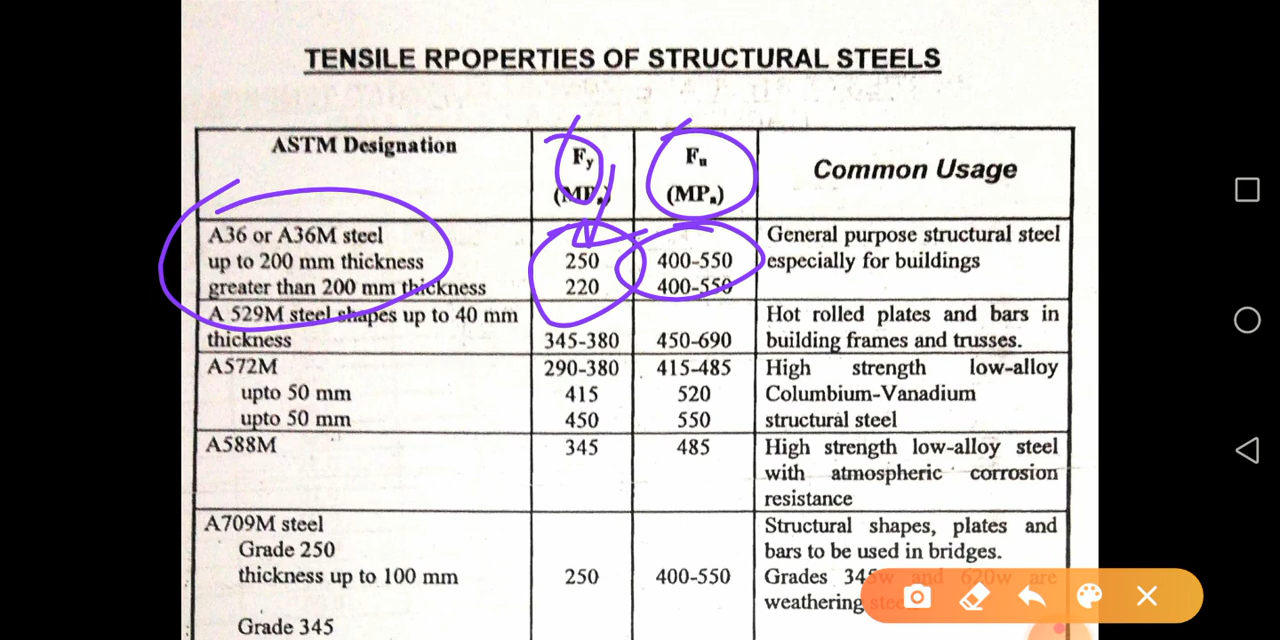 TENSILE RPOPERTIES OF STRUCTURAL STEELS
ASTM Designation
Fy
(MPa)
Fu
(MPa)
Common Usage
A36 or A36M steel
up to 200 mm thickness
greater than 200 mm thickness
250
220
400-550
400-550
General purpose structural steel
especially for buildings
A 529M steel shapes up to 40 mm
thickness
345-380
450-690
Hot rolled plates and bars in
building frames and trusses.
A572M
upto 50 mm
upto 50 mm
290-380
415
450
415-485
520
550
High strength low-alloy
Columbium-Vanadium
structural steel
A588M
345
485
High strength low-alloy steel
with atmospheric corrosion
resistance
A709M steel
Grade 250
thickness up to 100 mm
250
400-550
Structural shapes, plates and
bars to be used in bridges.
Grades 345w and 620w are
weathering
Grade 345